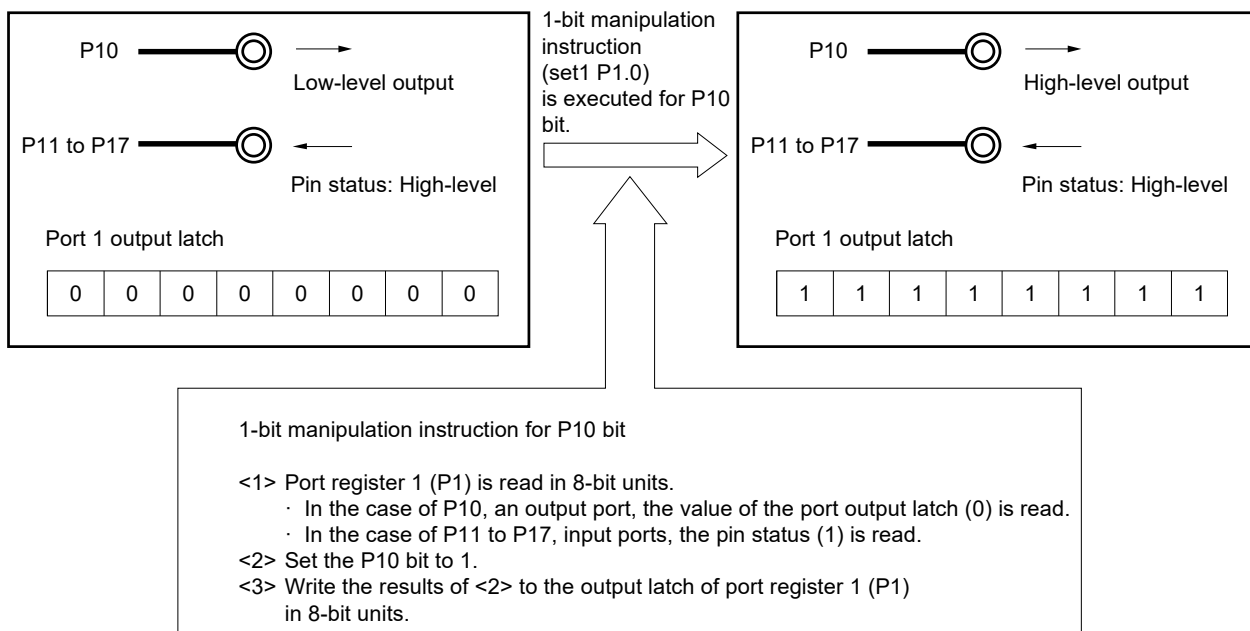 P10
Low-level output
P11 to P17
Pin status: High-level
Port 1 output latch
0 0 0 0 0 0 0 0
1-bit manipulation
instruction
(set1 P1.0)
is executed for P10
bit.
P10
High-level output
P11 to P17
Pin status: High-level
Port 1 output latch
1 1 1 1 1 1 1 1
1-bit manipulation instruction for P10 bit
<1> Port register 1 (P1) is read in 8-bit units.
· In the case of P10, an output port, the value of the port output latch (0) is read.
· In the case of P11 to P17, input ports, the pin status (1) is read.
<2> Set the P10 bit to 1.
<3> Write the results of <2> to the output latch of port register 1 (P1)
in 8-bit units.